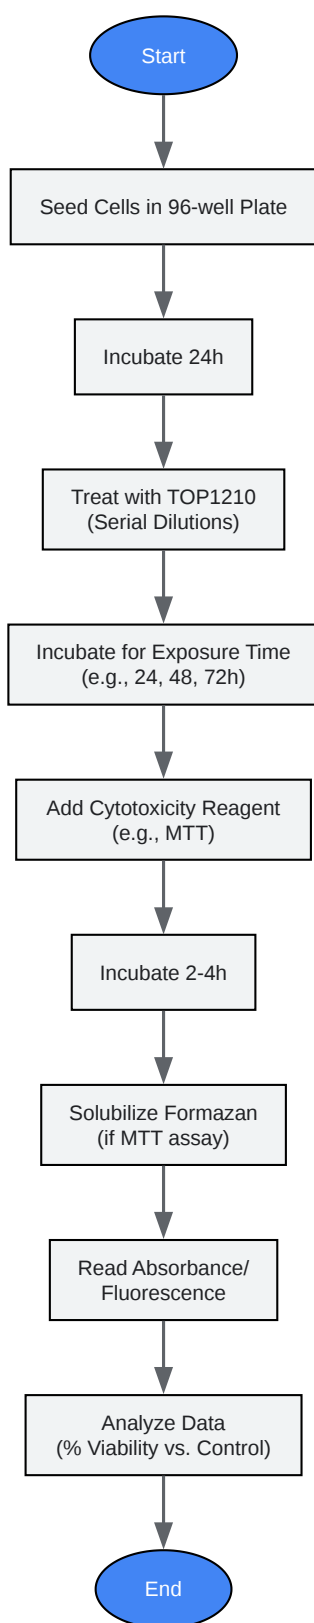 Start
Seed Cells in 96-well Plate
Incubate 24h
Treat with TOP1210
(Serial Dilutions)
Incubate for Exposure Time
(e.g., 24, 48, 72h)
Add Cytotoxicity Reagent
(e.g., MTT)
Incubate 2-4h
Solubilize Formazan
(if MTT assay)
Read Absorbance/
Fluorescence
Analyze Data
(% Viability vs. Control)
End